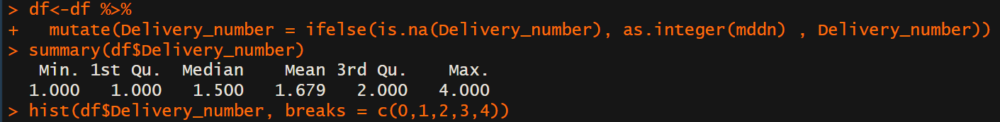 > df<-df %>%
+   mutate(Delivery_number = ifelse(is.na(Delivery_number), as.integer(mddn) , Delivery_number))
> summary(df$Delivery_number)
   Min. 1st Qu.  Median    Mean 3rd Qu.    Max.
  1.000   1.000   1.500   1.679   2.000   4.000
> hist(df$Delivery_number, breaks = c(0,1,2,3,4))